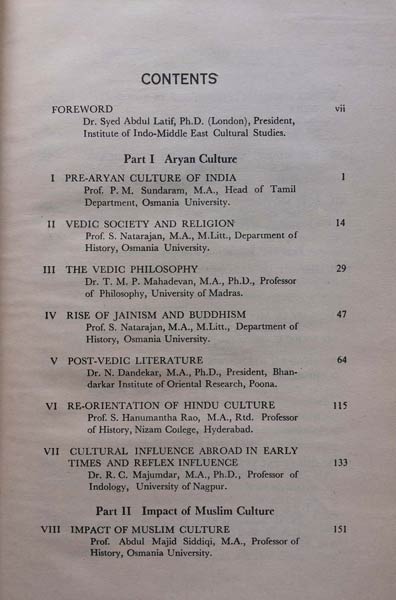 CONTENTS
FOREWORD vii
Dr. Syed Abdul Latif, Ph.D. (London), President,
Institute of Indo-Middle East Cultural Studies.
Part I Aryan Culture
I PRE-ARYAN CULTURE OF INDIA 1
Prof. P. M. Sundaram, M.A., Head of Tamil
Department, Osmania University.
II VEDIC SOCIETY AND RELIGION 14
Prof. S. Natarajan, M.A., M.Litt., Department of
History, Osmania University.
III THE VEDIC PHILOSOPHY 29
Dr. T. M. P. Mahadevan, M.A., Ph.D., Professor
of Philosophy, University of Madras.
IV RISE OF JAINISM AND BUDDHISM 47
Prof. S. Natarajan, M.A., M.Litt., Department of
History, Osmania University.
V POST-VEDIC LITERATURE 64
Dr. N. Dandekar, M.A., Ph.D., President, Bhan-
darkar Institute of Oriental Research, Poona.
VI RE-ORIENTATION OF HINDU CULTURE 115
Prof. S. Hanumantha Rao, M.A., Rtd. Professor
of History, Nizam College, Hyderabad.
VII CULTURAL INFLUENCE ABROAD IN EARLY
TIMES AND REFLEX INFLUENCE 133
Dr. R. C. Majumdar, M.A., Ph.D., Professor of
Indology, University of Nagpur.
Part II Impact of Muslim Culture
VIII IMPACT OF MUSLIM CULTURE 151
Prof. Abdul Majid Siddiqi, M.A., Professor of
History, Osmania University.